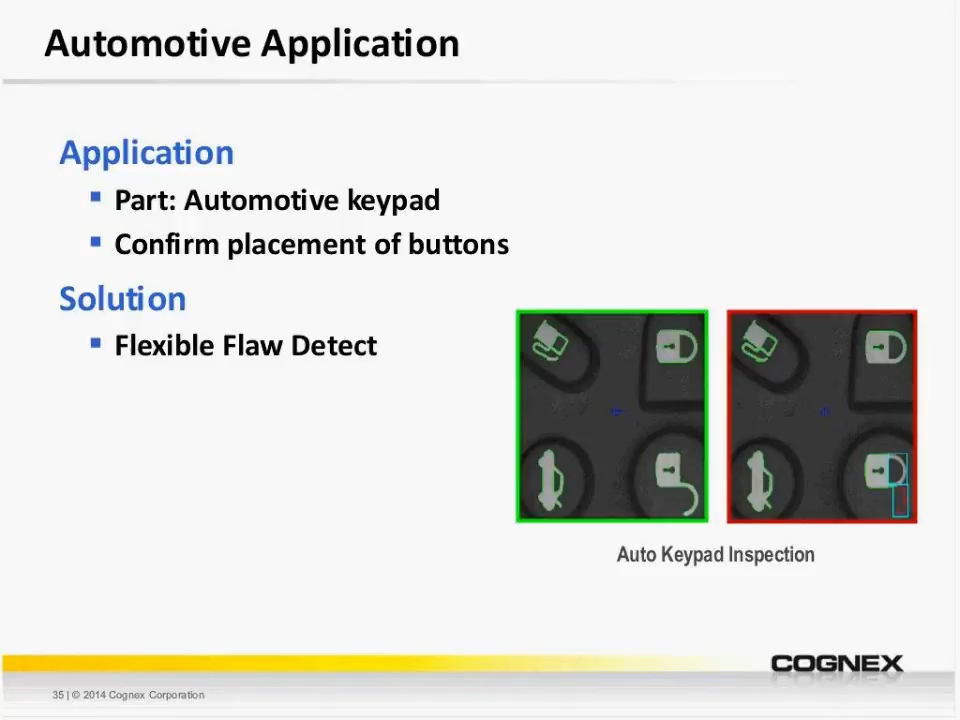 Automotive Application
Application
▪ Part: Automotive keypad
▪ Confirm placement of buttons
Solution
▪ Flexible Flaw Detect
Auto Keypad Inspection
COGNEX
35 | © 2014 Cognex Corporation